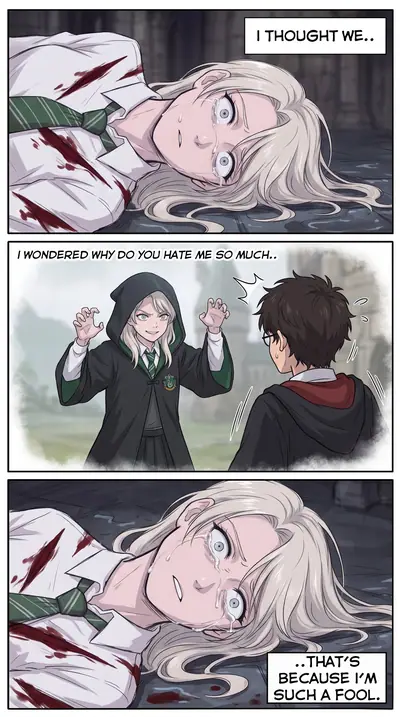 I THOUGHT WE..
I WONDERED WHY DO YOU HATE ME SO MUCH..
..THAT'S
BECAUSE I'M
SUCH A FOOL.